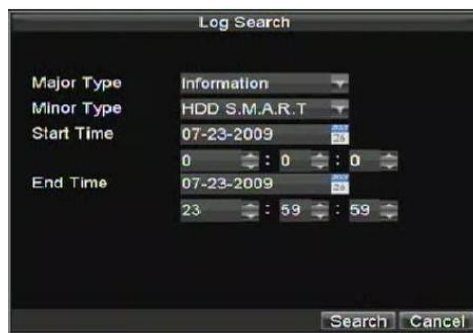 Log Search
Major Type Information
Minor Type HDD S.M.A.R.T
Start Time 07-23-2009
0 : 0 : 0
End Time 07-23-2009
23 : 59 : 59
Search Cancel